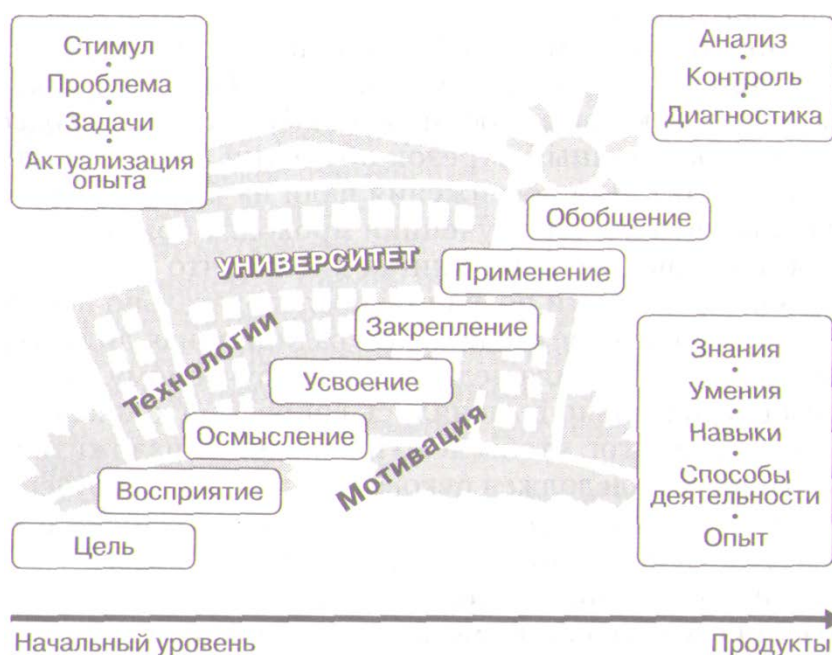 Стимул
Проблема
Задачи
Актуализация
опыта
Анализ
Контроль
Диагностика
Обобщение
УНИВЕРСИТЕТ
Применение
Технологии
Закрепление
Усвоение
Осмысление
Мотивация
Восприятие
Цель
Знания
Умения
Навыки
Способы
деятельности
Опыт
Начальный уровень
Продукты